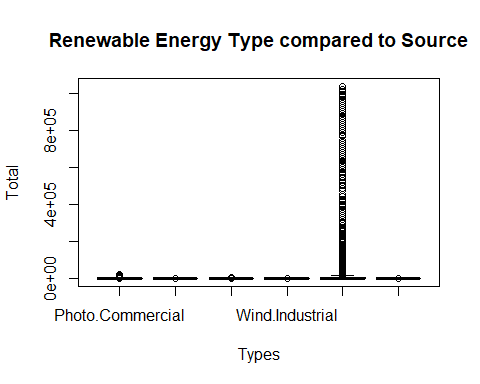 Renewable Energy Type compared to Source
Total
8e+05
4e+05
0e+00
Photo.Commercial
Wind.Industrial
Types